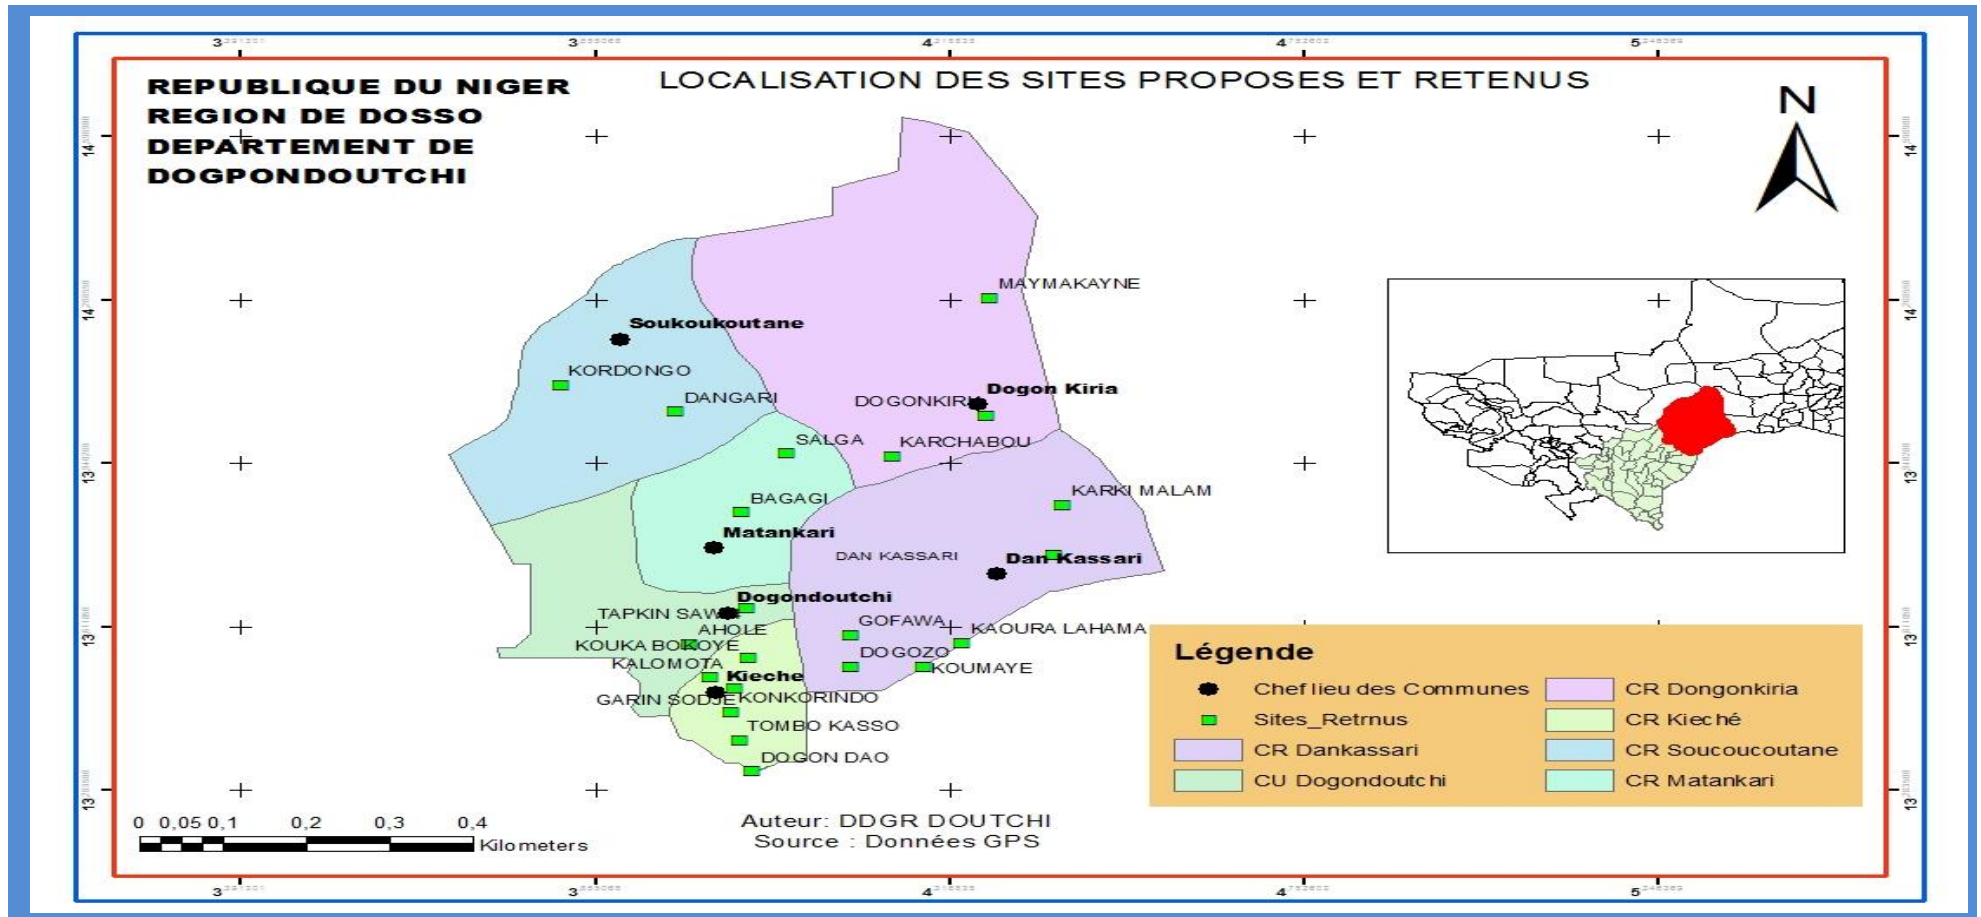 REPUBLIQUE DU NIGER
REGION DE DOSSO
DEPARTEMENT DE
DOGPONDOUTCHI
LOCALISATION DES SITES PROPOSES ET RETENUS
N
MAYMAKAYNE
Soukoukoutane
KORDONGO
DANGARI
Dogon Kiria
SALGA
KARCHABOU
BAGAGI
KARKI MALAM
Matankari
DAN KASSARI
Dan Kassari
Dogondoutchi
TAPKIN
AHOLE
GOFAWA
KAOURA LAHAMA
KOUKA BOKOYE
DOGOZO
KALOMOTA
KOUMAYE
Kieche
GARIN SODJE
KONKORINDO
TOMBO KASSO
DOGON DAO
Légende
Chef lieu des Communes
Sites_Retrnus
CR Dankassari
CU Dogondoutchi
CR Dongonkiria
CR Kieché
CR Soucoucoutane
CR Matankari
0 0,05 0,1 0,2 0,3 0,4
Kilometers
Auteur: DDGR DOUTCHI
Source : Données GPS